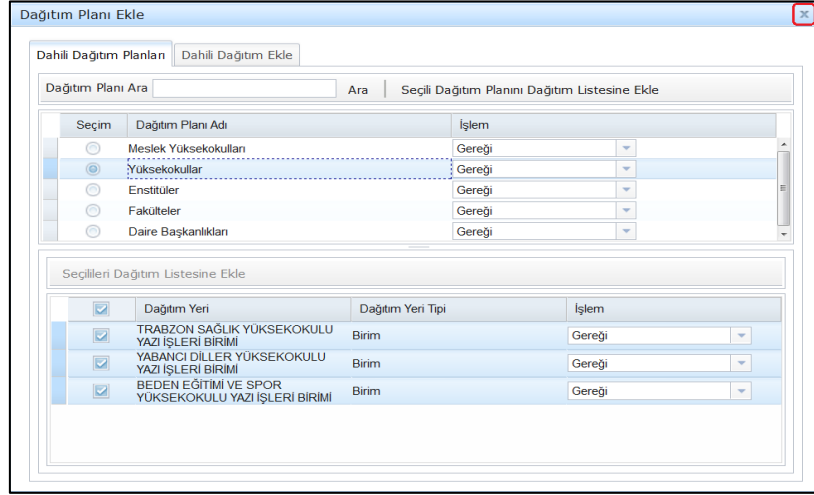 Dağıtım Planı Ekle
x
Dahili Dağıtım Planları Dahili Dağıtım Ekle
Dağıtım Planı Ara Ara Seçili Dağıtım Planını Dağıtım Listesine Ekle
Seçim Dağıtım Planı Adı İşlem
Meslek Yüksekokulları Gereği
Yüksekokullar Gereği
Enstitüler Gereği
Fakülteler Gereği
Daire Başkanlıkları Gereği
Seçilileri Dağıtım Listesine Ekle
Dağıtım Yeri Dağıtım Yeri Tipi İşlem
TRABZON SAĞLIK YÜKSEKOKULU
YAZI İŞLERİ BİRİMİ Birim Gereği
YABANCI DİLLER YÜKSEKOKULU
YAZI İŞLERİ BİRİMİ Birim Gereği
BEDEN EĞİTİMİ VE SPOR
YÜKSEKOKULU YAZI İŞLERİ BİRİMİ Birim Gereği